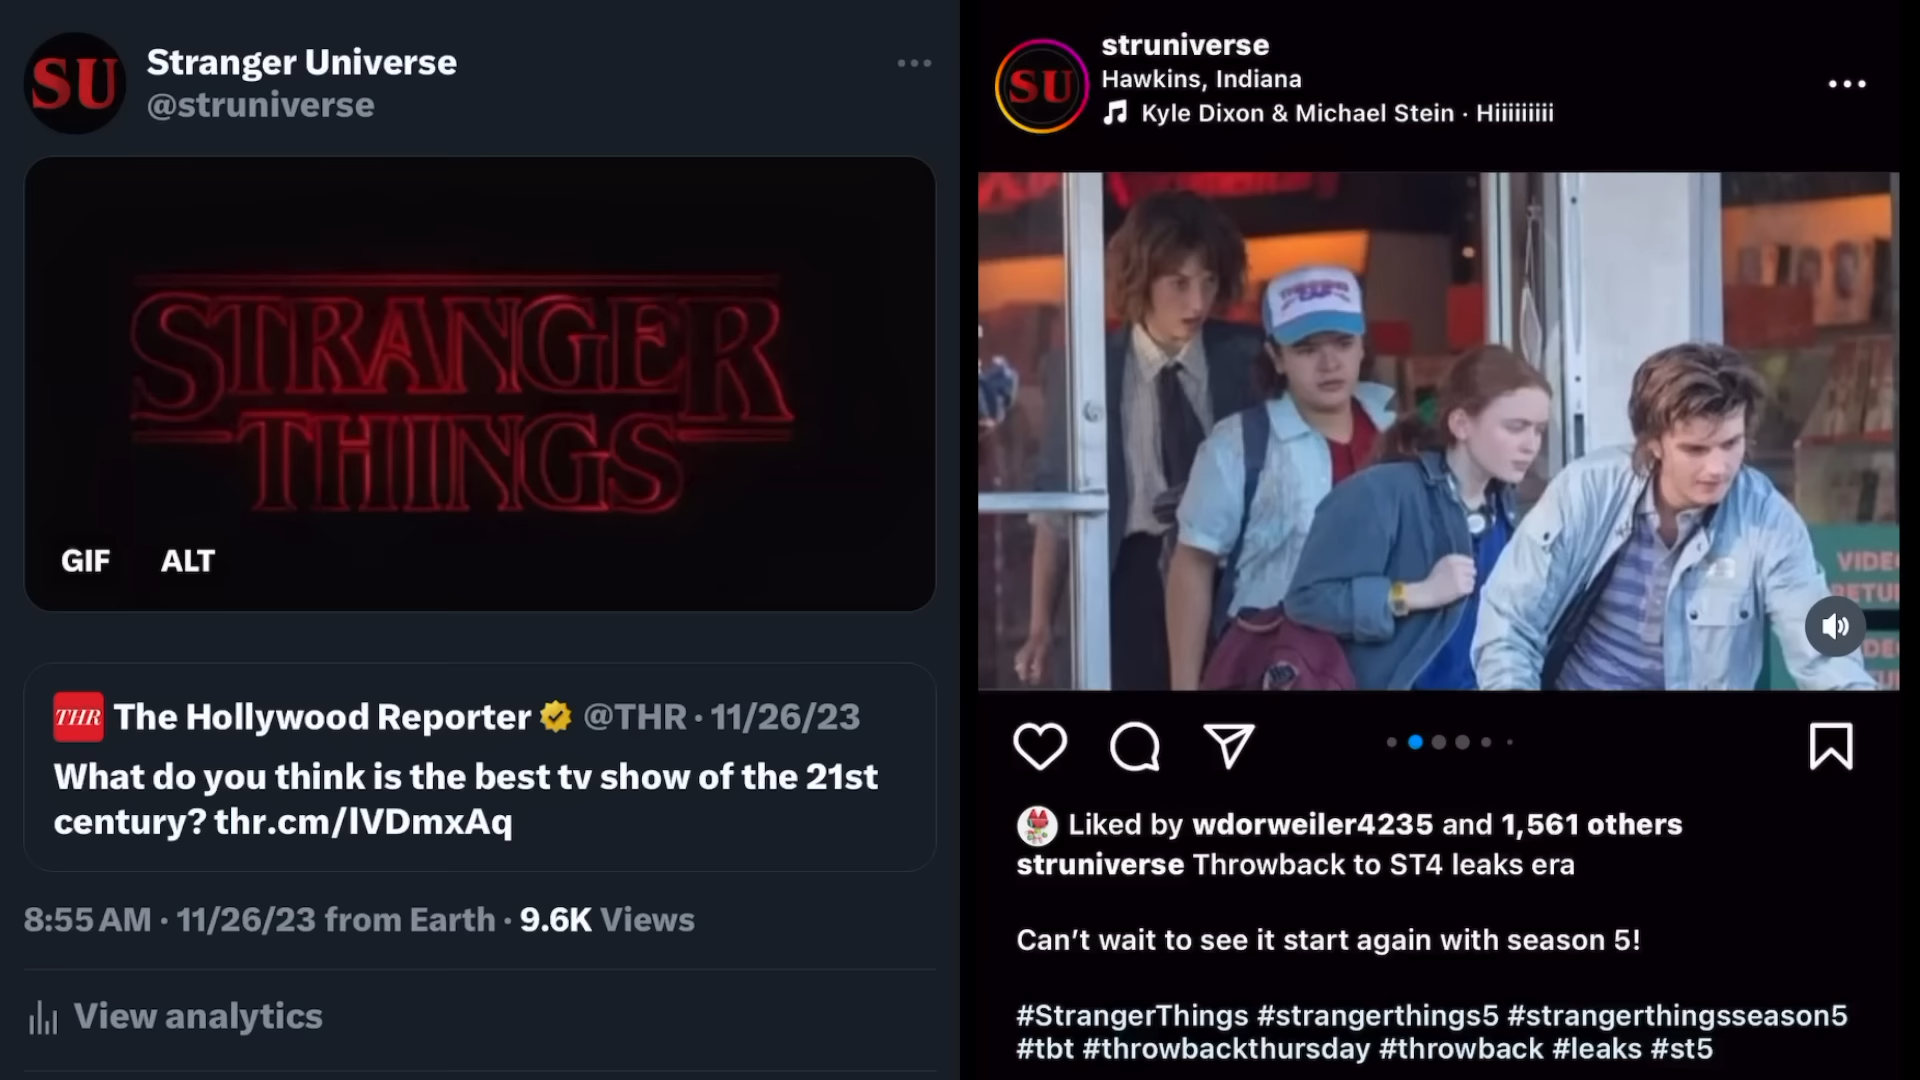 SU
Stranger Universe
@struniverse
STRANGER
THINGS
GIF ALT
THR The Hollywood Reporter @THR · 11/26/23
What do you think is the best tv show of the 21st
century? thr.cm/lVDmxAq
8:55 AM · 11/26/23 from Earth · 9.6K Views
View analytics
SU
struniverse
Hawkins, Indiana
Kyle Dixon & Michael Stein · Hiiiiiiiii
VIDEO
RETU
Liked by wdorweiler4235 and 1,561 others
struniverse Throwback to ST4 leaks era
Can't wait to see it start again with season 5!
#StrangerThings #strangerthings5 #strangerthingsseason5
#tbt #throwbackthursday #throwback #leaks #st5